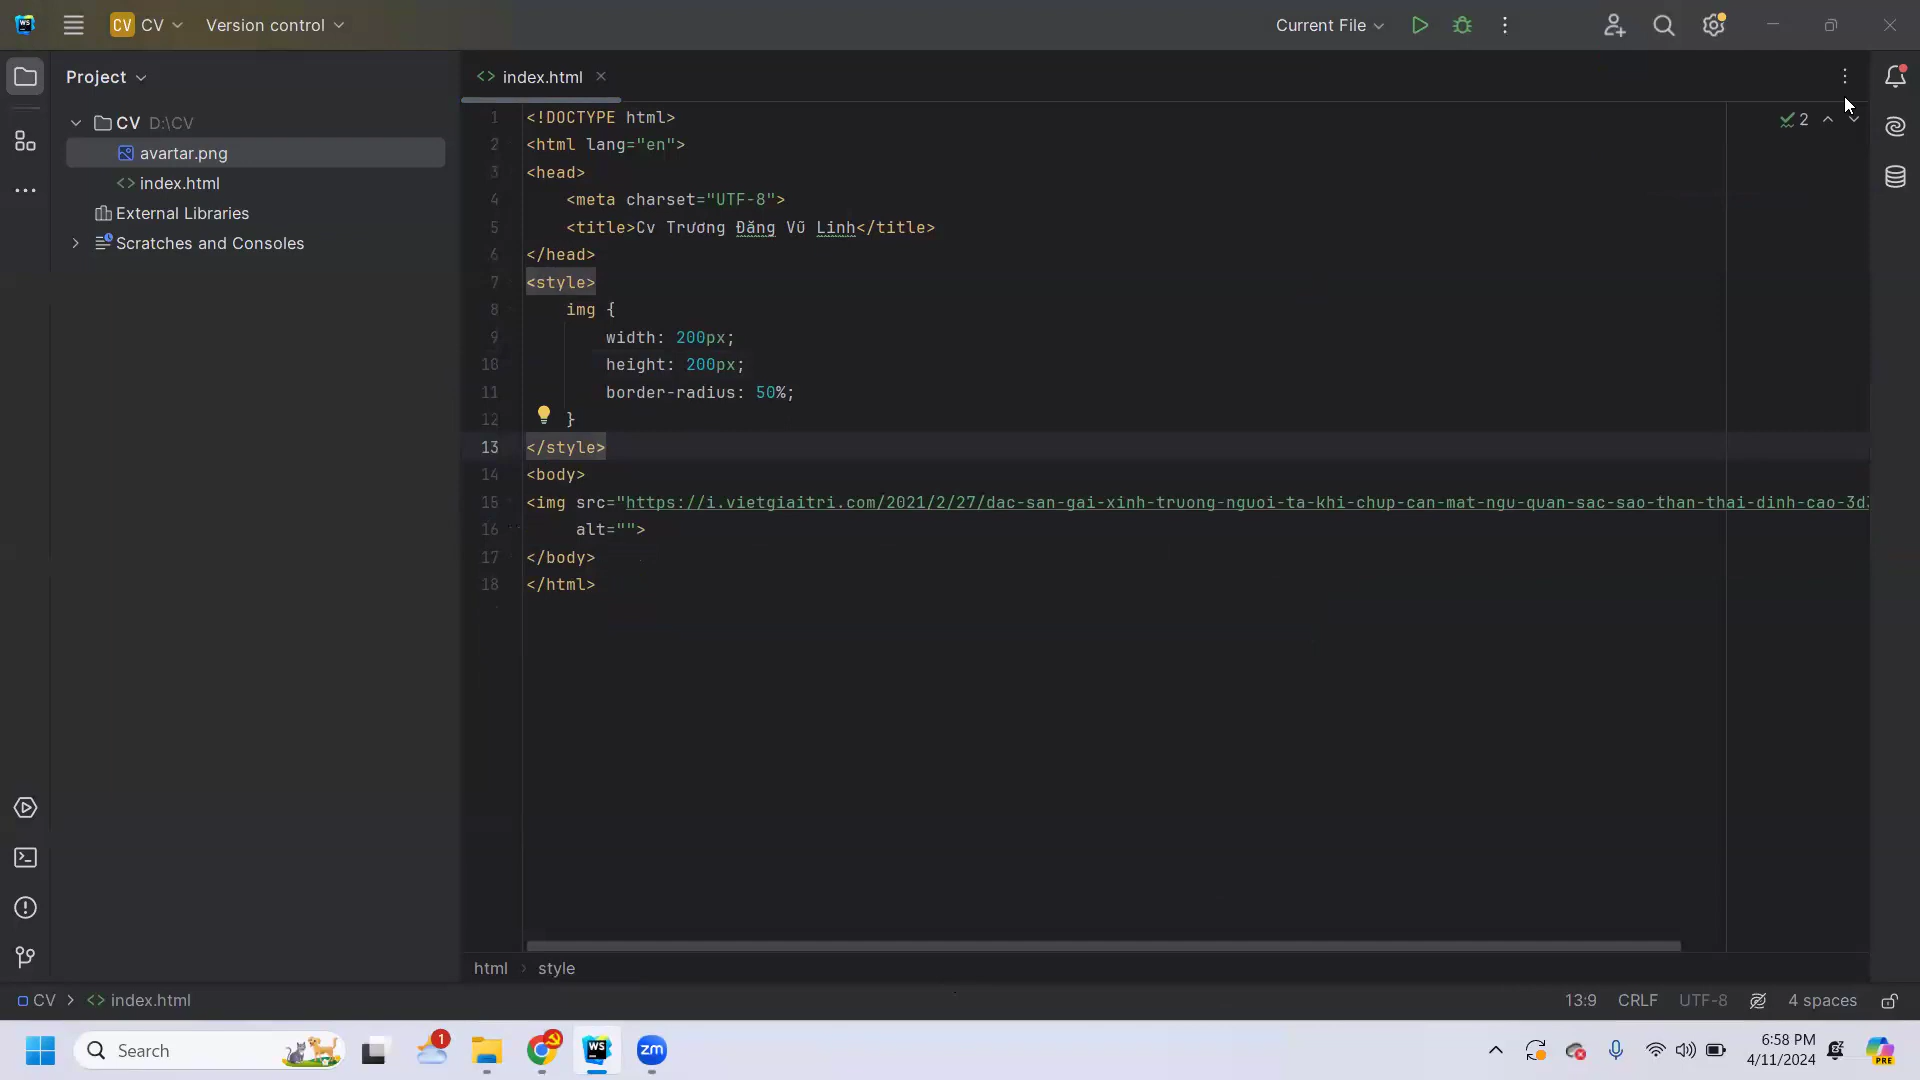 WS
CV CV
Version control
Current File
Project
index.html
CV D:\CV
avartar.png
index.html
External Libraries
Scratches and Consoles
2
1 <!DOCTYPE html>
2 <html lang="en">
3 <head>
4 <meta charset="UTF-8">
5 <title>Cv Trương Đăng Vũ Linh</title>
6 </head>
7 <style>
8 img {
9 width: 200px;
10 height: 200px;
11 border-radius: 50%;
12 }
13 </style>
14 <body>
15 <img src="https://i.vietgiaitri.com/2021/2/27/dac-san-gai-xinh-truong-nguoi-ta-khi-chup-can-mat-ngu-quan-sac-sao-than-thai-dinh-cao-3d
16 alt="">
17 </body>
18 </html>
html › style
CV > index.html
13:9 CRLF UTF-8 4 spaces
Search
1
WS
zm
6:58 PM
4/11/2024
PRE